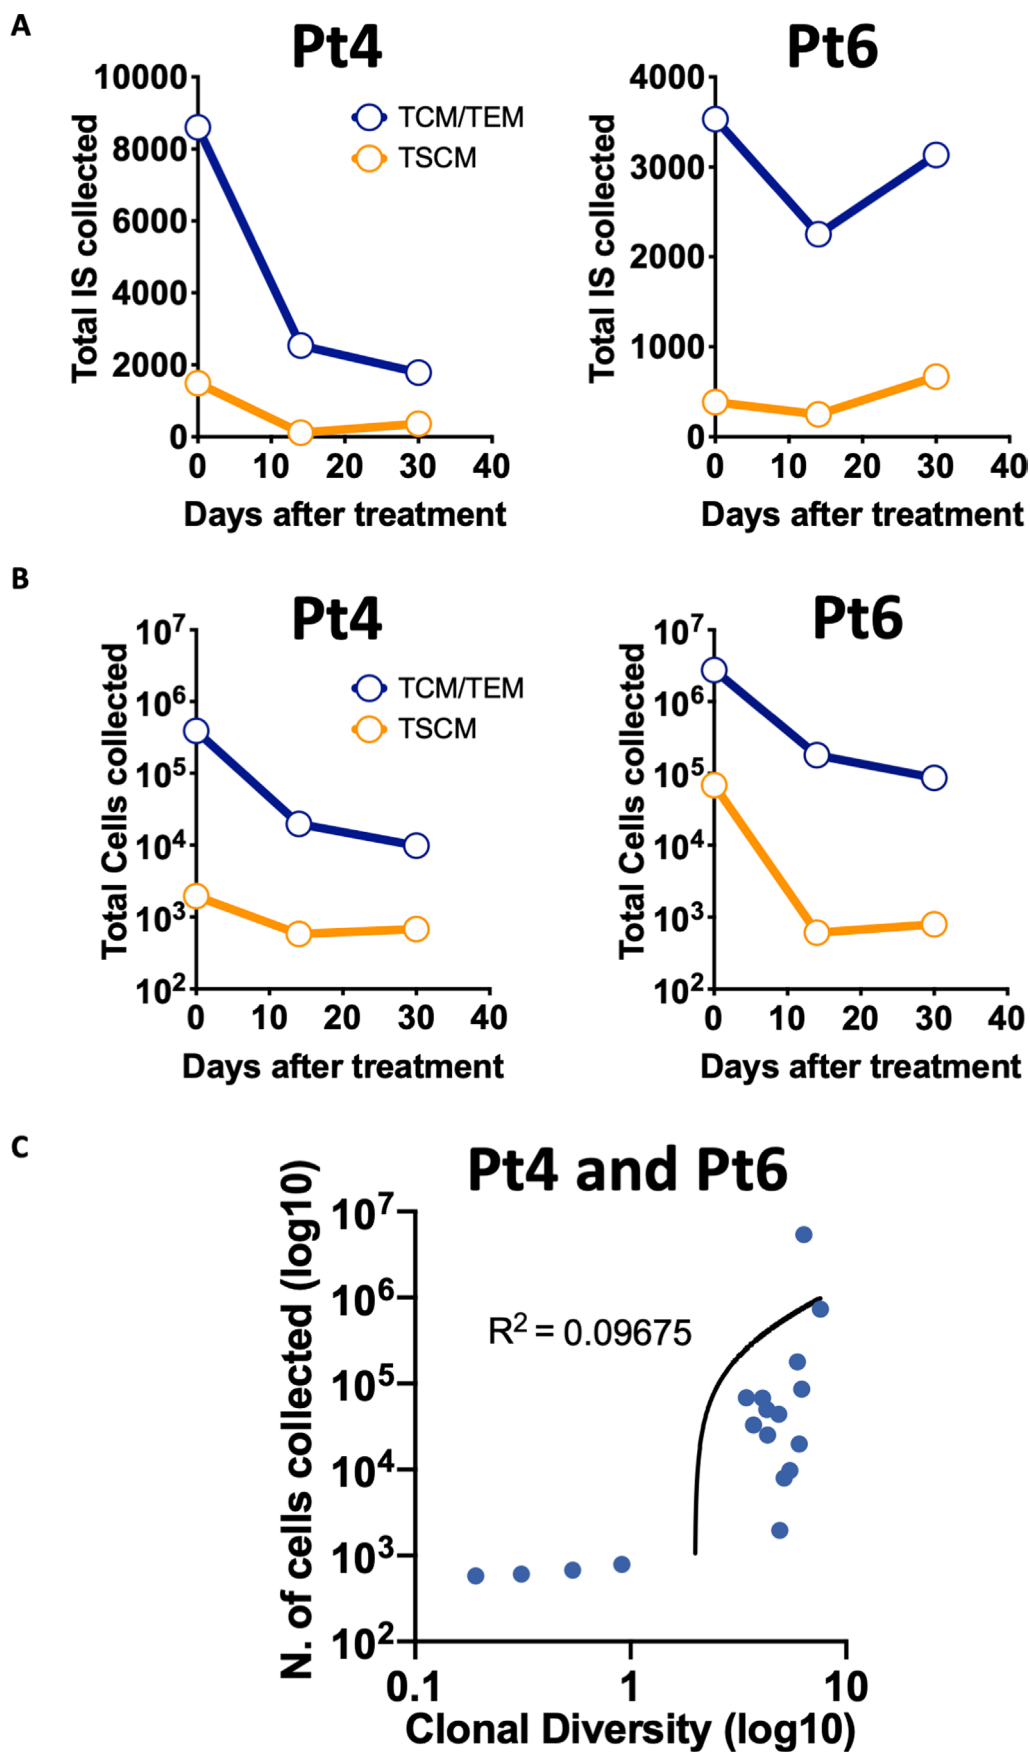 A
Pt4
Pt6
10000
8000
6000
4000
2000
0
Total IS collected
TCM/TEM
TSCM
0 10 20 30 40
Days after treatment
4000
3000
2000
1000
0
Total IS collected
0 10 20 30 40
Days after treatment
B
Pt4
Pt6
10⁷
10⁶
10⁵
10⁴
10³
10²
Total Cells collected
TCM/TEM
TSCM
0 10 20 30 40
Days after treatment
10⁷
10⁶
10⁵
10⁴
10³
10²
Total Cells collected
0 10 20 30 40
Days after treatment
C
Pt4 and Pt6
N. of cells collected (log10)
10⁷
10⁶
10⁵
10⁴
10³
10²
R² = 0.09675
0.1 1 10
Clonal Diversity (log10)